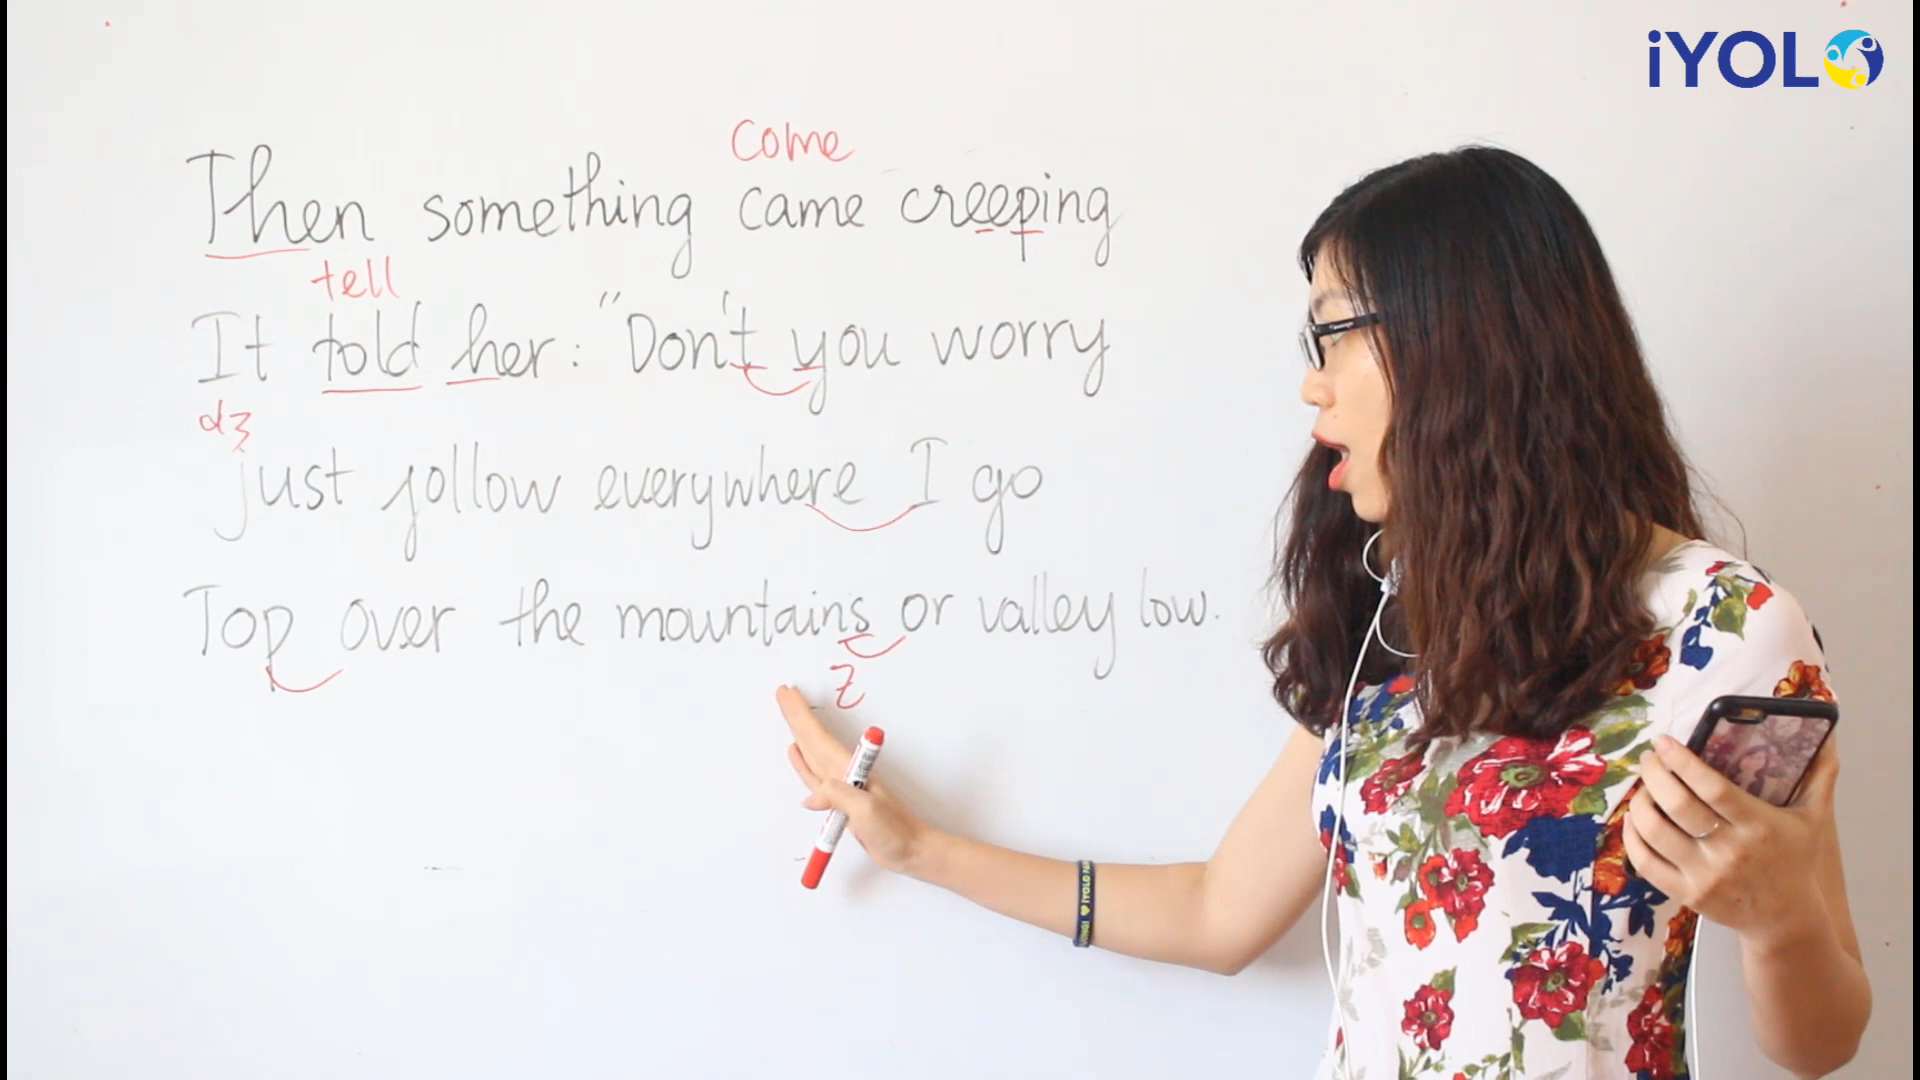 iYOLO
come
Then something came creeping
tell
It told her: "Don't you worry
dʒ
just follow everywhere I go
Top over the mountains or valley low.
z
iYOLO